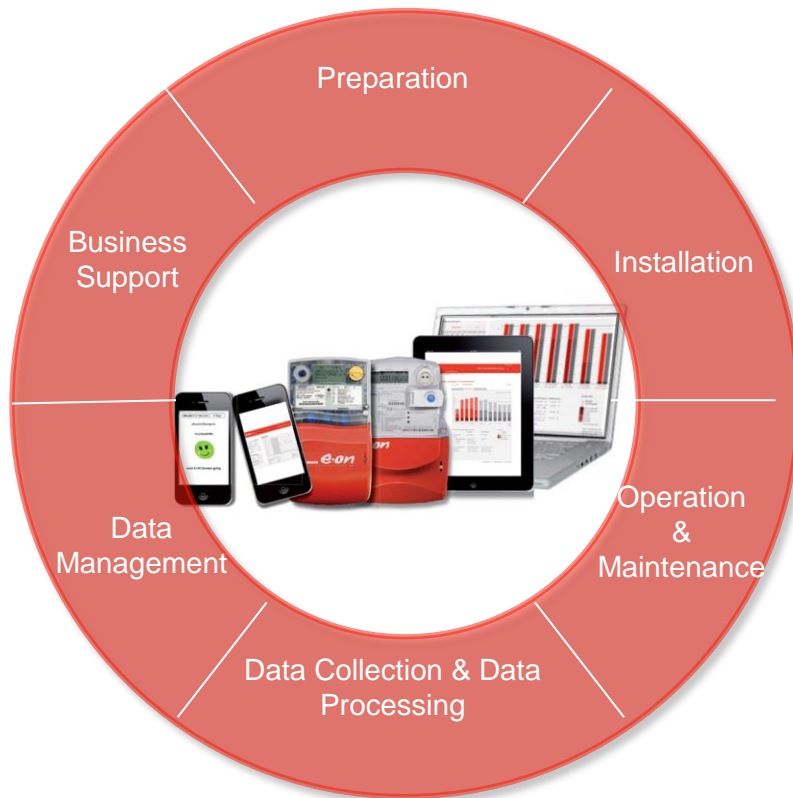 Preparation
Installation
Operation
&
Maintenance
Data Collection & Data
Processing
Data
Management
Business
Support
e·on